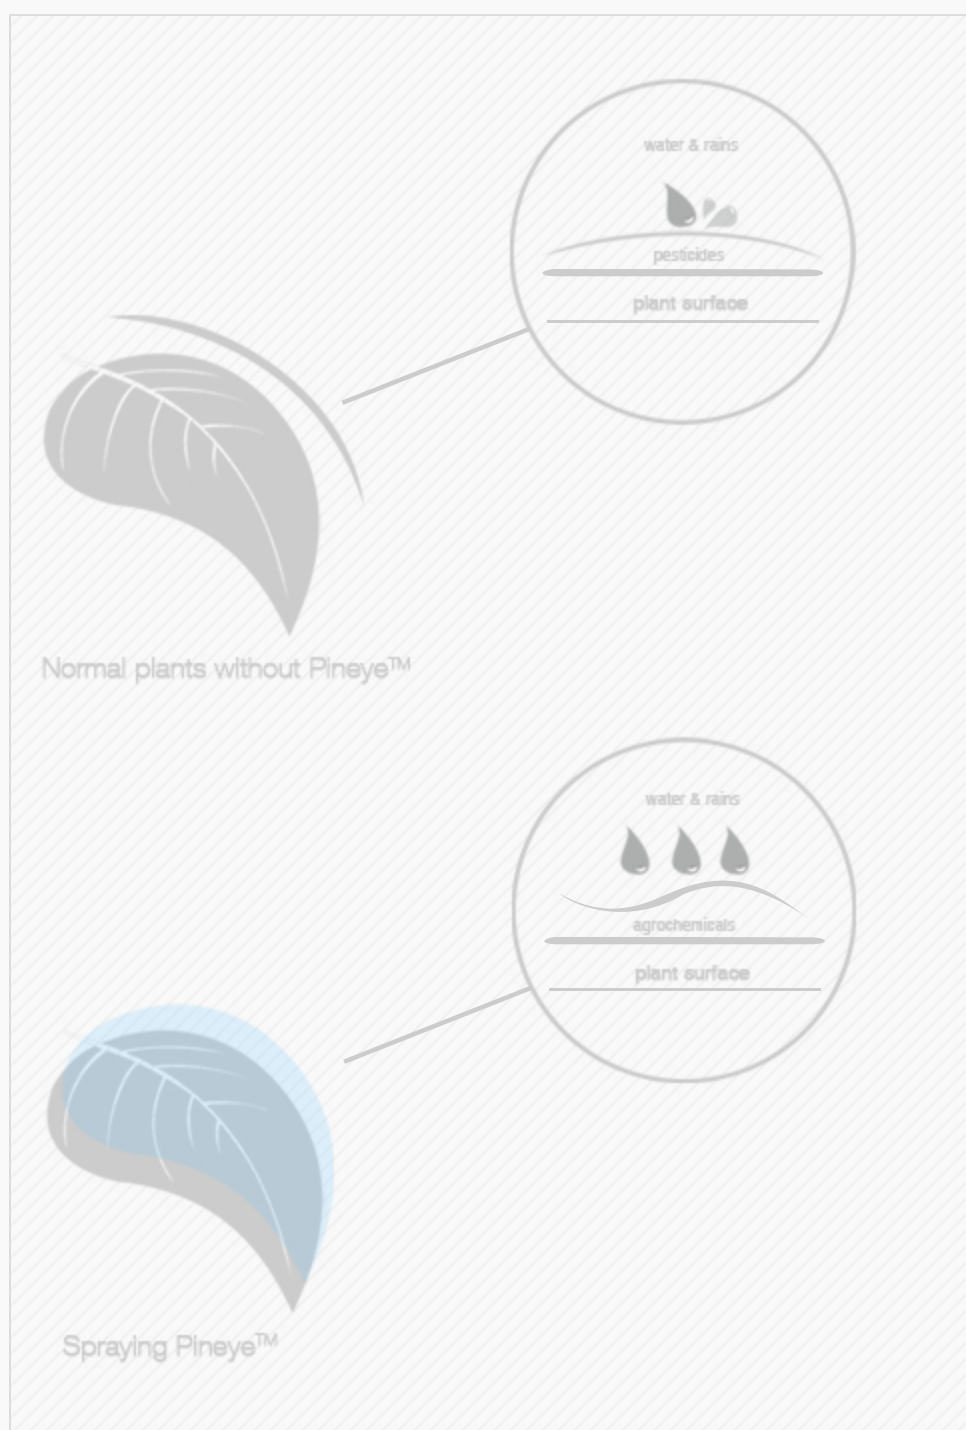 water & rains
pesticides
plant surface
Normal plants without Pineye™
water & rains
agrochemicals
plant surface
Spraying Pineye™